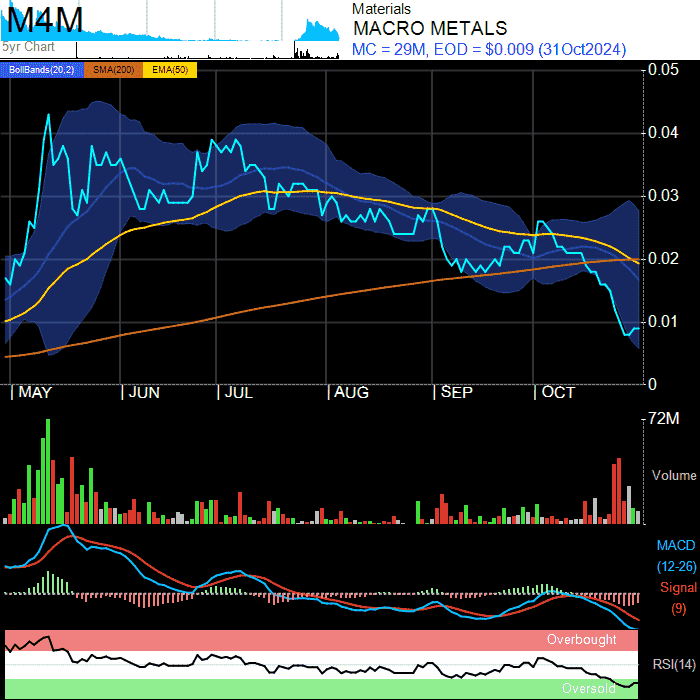 M4M
5yr Chart
Materials
MACRO METALS
MC = 29M, EOD = $0.009 (31Oct2024)
BollBands(20,2) SMA(200) EMA(50)
0.05
0.04
0.03
0.02
0.01
0
MAY JUN JUL AUG SEP OCT
72M
Volume
MACD
(12-26)
Signal
(9)
Overbought
RSI(14)
Oversold